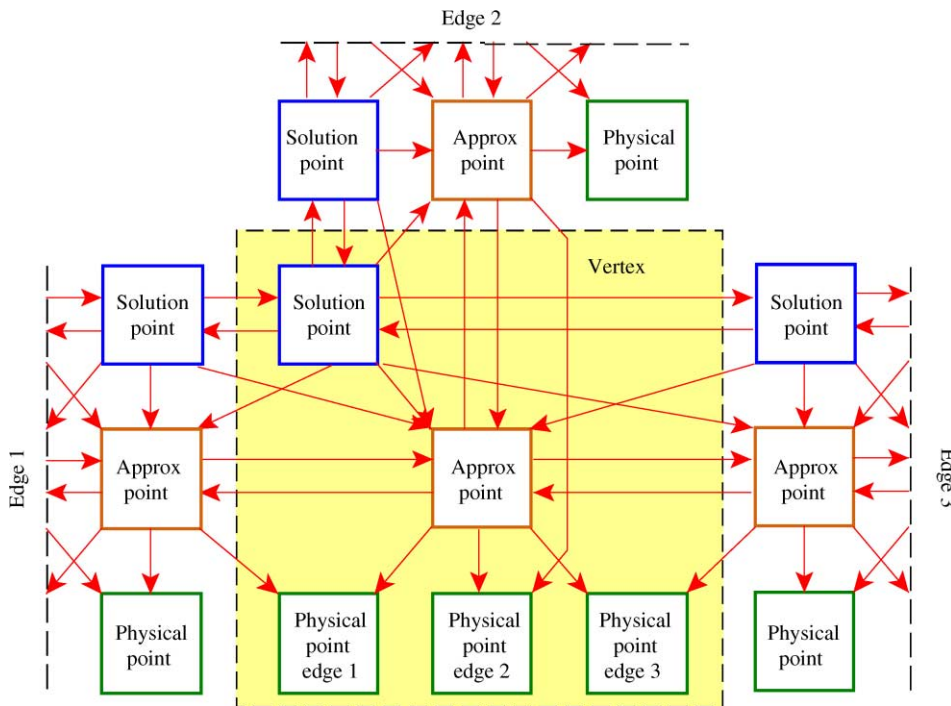 Edge 2
Solution
point
Approx
point
Physical
point
Vertex
Solution
point
Solution
point
Solution
point
Edge 1
Approx
point
Approx
point
Approx
point
Edge 3
Physical
point
Physical
point
edge 1
Physical
point
edge 2
Physical
point
edge 3
Physical
point